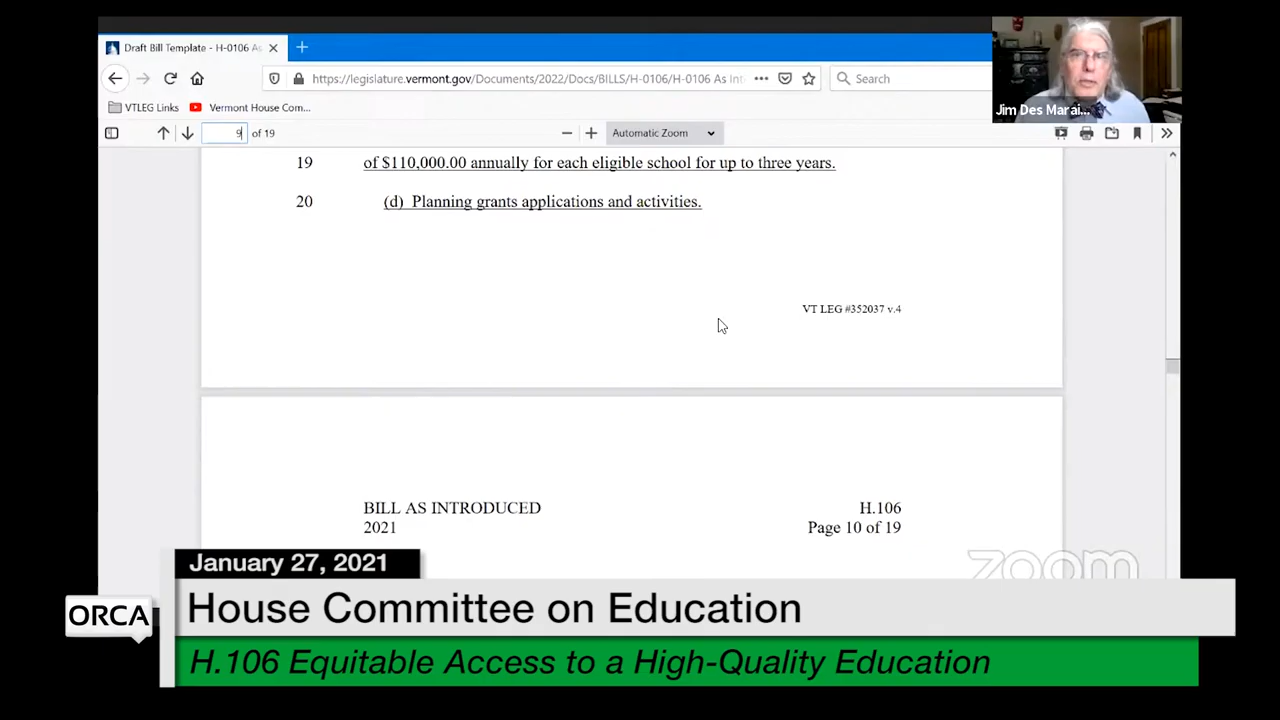 Draft Bill Template - H-0106 As
https://legislature.vermont.gov/Documents/2022/Docs/BILLS/H-0106/H-0106 As Int
Search
VTLEG Links
Vermont House Com...
Jim Des Marai...
9 of 19
Automatic Zoom
19 of $110,000.00 annually for each eligible school for up to three years.
20 (d) Planning grants applications and activities.
VT LEG #352037 v.4
BILL AS INTRODUCED H.106
2021 Page 10 of 19
zoom
January 27, 2021
ORCA
House Committee on Education
H.106 Equitable Access to a High-Quality Education